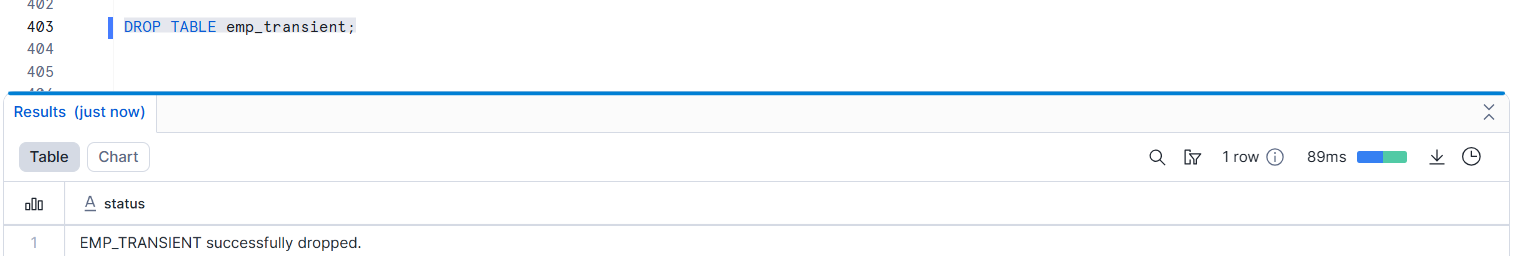 402
403 DROP TABLE emp_transient;
404
405
Results (just now)
Table Chart 1 row 89ms
A status
1 EMP_TRANSIENT successfully dropped.